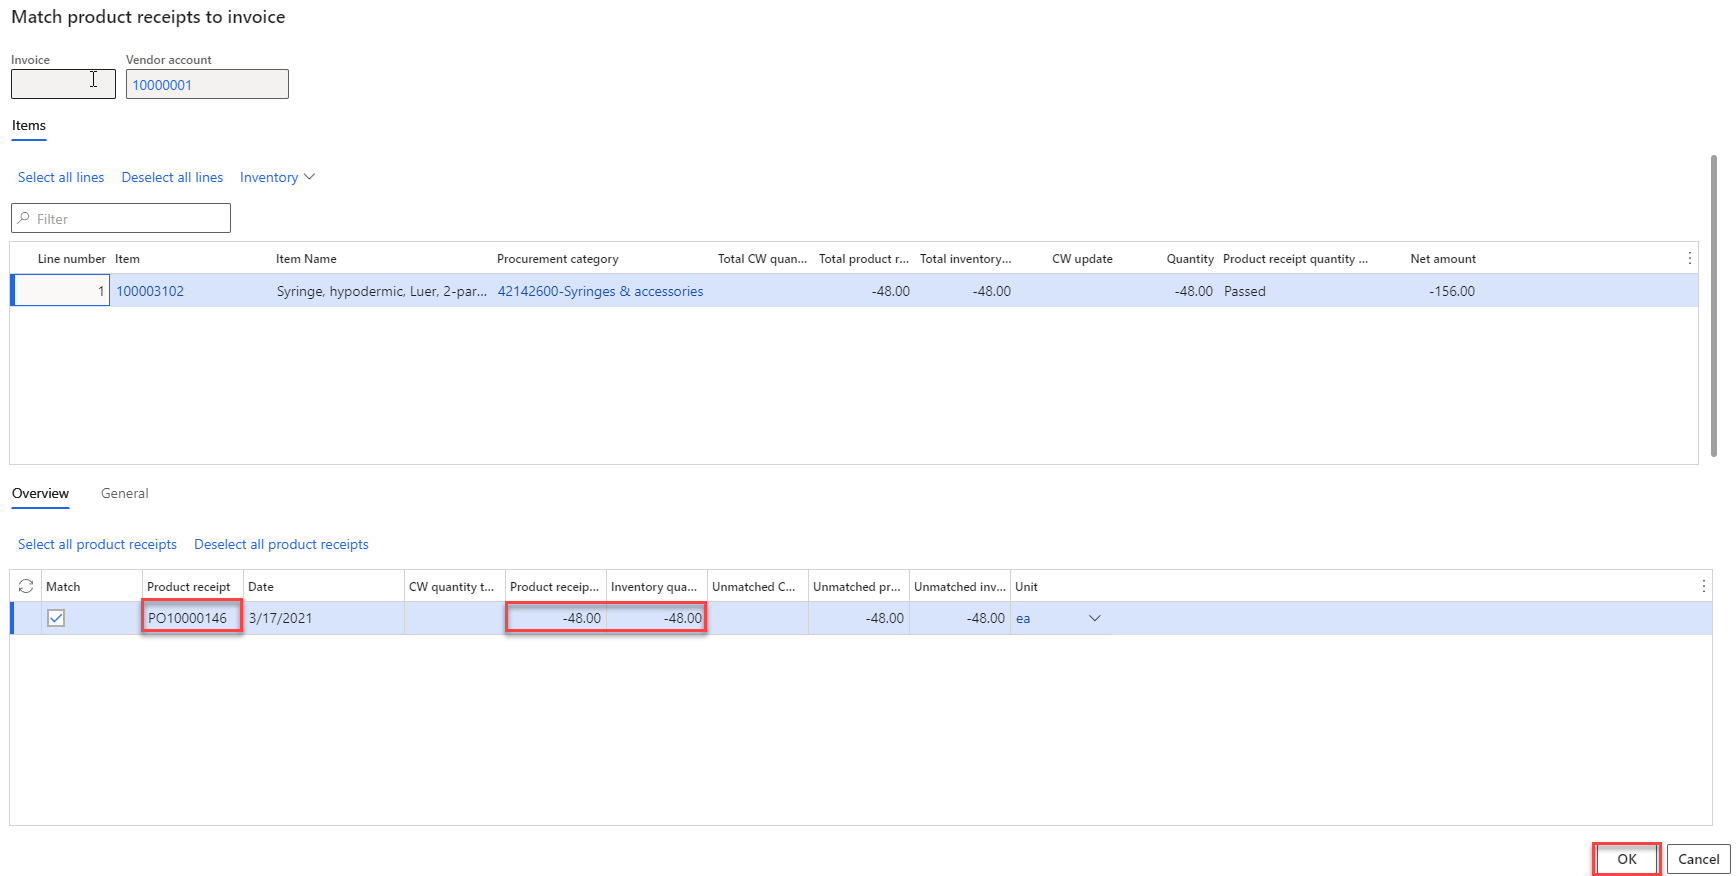 Match product receipts to invoice
Invoice Vendor account
10000001
Items
Select all lines Deselect all lines Inventory
Filter
Line number Item Item Name Procurement category Total CW quan... Total product r... Total inventory... CW update Quantity Product receipt quantity ... Net amount
1 100003102 Syringe, hypodermic, Luer, 2-par... 42142600-Syringes & accessories -48.00 -48.00 -48.00 Passed -156.00
Overview General
Select all product receipts Deselect all product receipts
Match Product receipt Date CW quantity t... Product receip... Inventory qua... Unmatched C... Unmatched pr... Unmatched inv... Unit
PO10000146 3/17/2021 -48.00 -48.00 -48.00 -48.00 ea
OK Cancel